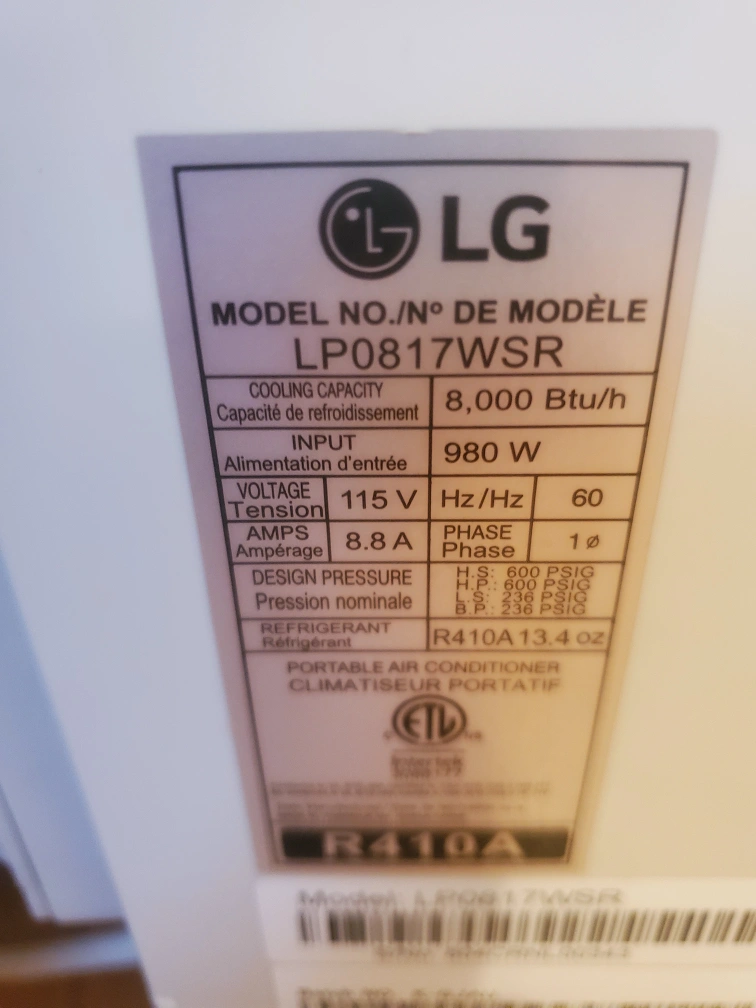 LG
MODEL NO./Nº DE MODÈLE
LP0817WSR
COOLING CAPACITY
Capacité de refroidissement
8,000 Btu/h
INPUT
Alimentation d'entrée
980 W
VOLTAGE
Tension
115 V
Hz/Hz
60
AMPS
Ampérage
8.8 A
PHASE
Phase
1ø
DESIGN PRESSURE
Pression nominale
H.S: 600 PSIG
H.P.: 600 PSIG
L.S: 236 PSIG
B.P.: 236 PSIG
REFRIGERANT
Réfrigérant
R410A 13.4 oz
PORTABLE AIR CONDITIONER
CLIMATISEUR PORTATIF
ETL
Intertek
R410A
Model: LP0817WSR